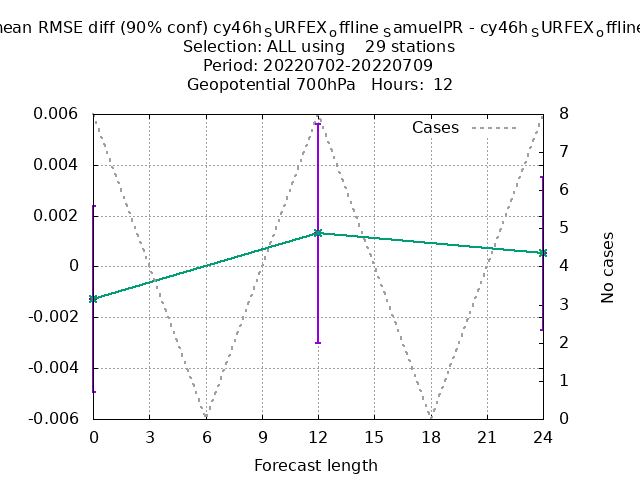 nean RMSE diff (90% conf) cy46h_SURFEX_offline_SamuelPR - cy46h_SURFEX_offline
Selection: ALL using 29 stations
Period: 20220702-20220709
Geopotential 700hPa Hours: 12
Cases
0.006
0.004
0.002
0
-0.002
-0.004
-0.006
8
7
6
5
4
3
2
1
0
No cases
0 3 6 9 12 15 18 21 24
Forecast length